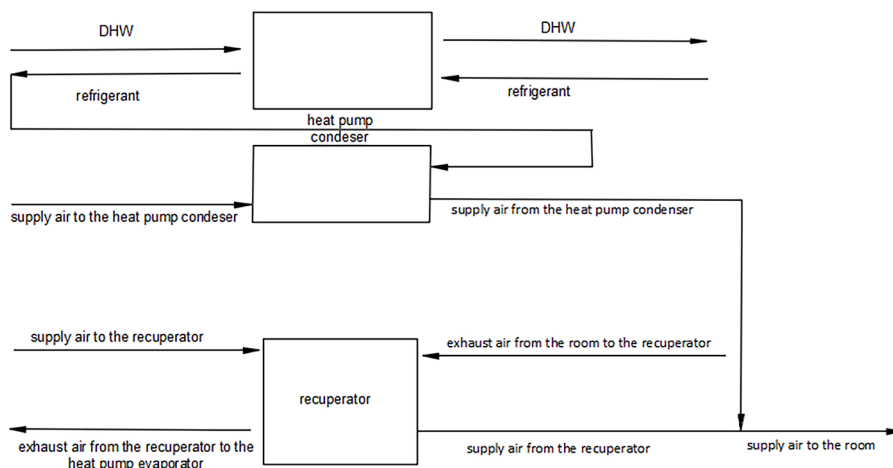 DHW
DHW
refrigerant
refrigerant
heat pump
condeser
supply air to the heat pump condeser
supply air from the heat pump condenser
supply air to the recuperator
exhaust air from the room to the recuperator
recuperator
exhaust air from the recuperator to the
heat pump evaporator
supply air from the recuperator
supply air to the room